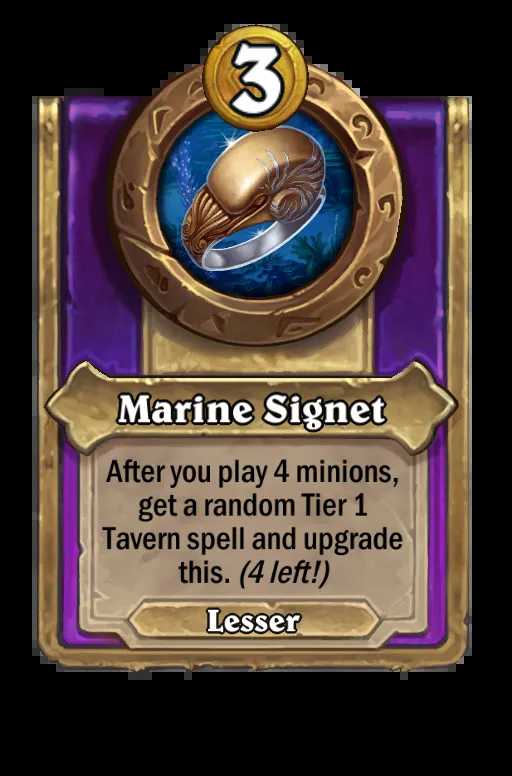 3
Marine Signet
After you play 4 minions,
get a random Tier 1
Tavern spell and upgrade
this. (4 left!)
Lesser